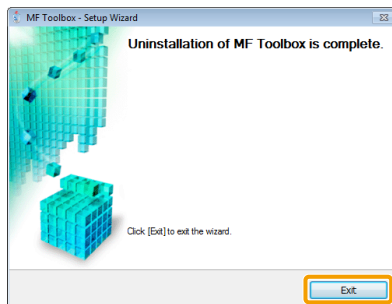 MF Toolbox - Setup Wizard
Uninstallation of MF Toolbox is complete.
Click [Exit] to exit the wizard.
Exit